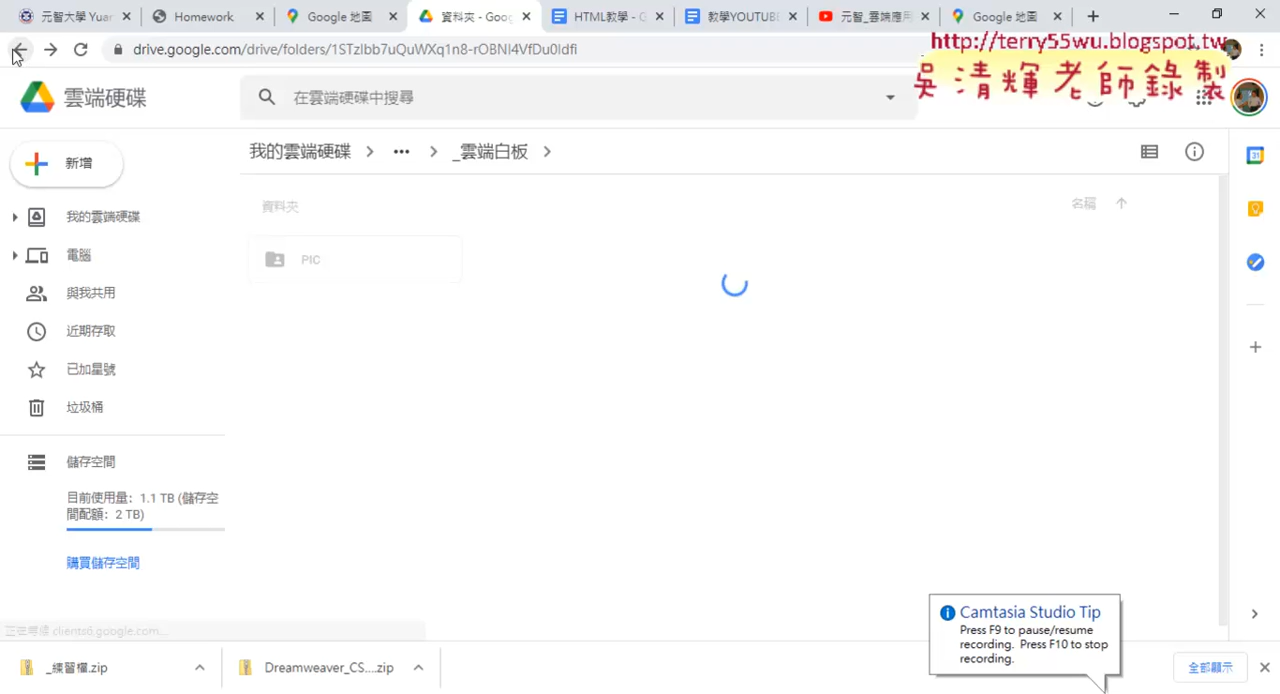 元智大學 Yuan
Homework
Google 地圖
資料夾 - Goog
HTML教學 - G
教學YOUTUBE
元智_雲端應用
Google 地圖
drive.google.com/drive/folders/1STzIbb7uQuWXq1n8-rOBNI4VfDu0Idfi
http://terry55wu.blogspot.tw
吳清輝老師錄製
雲端硬碟
在雲端硬碟中搜尋
新增
我的雲端硬碟
電腦
與我共用
近期存取
已加星號
垃圾桶
儲存空間
目前使用量: 1.1 TB (儲存空
間配額: 2 TB)
購買儲存空間
我的雲端硬碟 > ... > _雲端白板 >
資料夾
名稱
PIC
正在等待 clients6.google.com...
Camtasia Studio Tip
Press F9 to pause/resume
recording. Press F10 to stop
recording.
_練習檔.zip
Dreamweaver_CS....zip
全部顯示